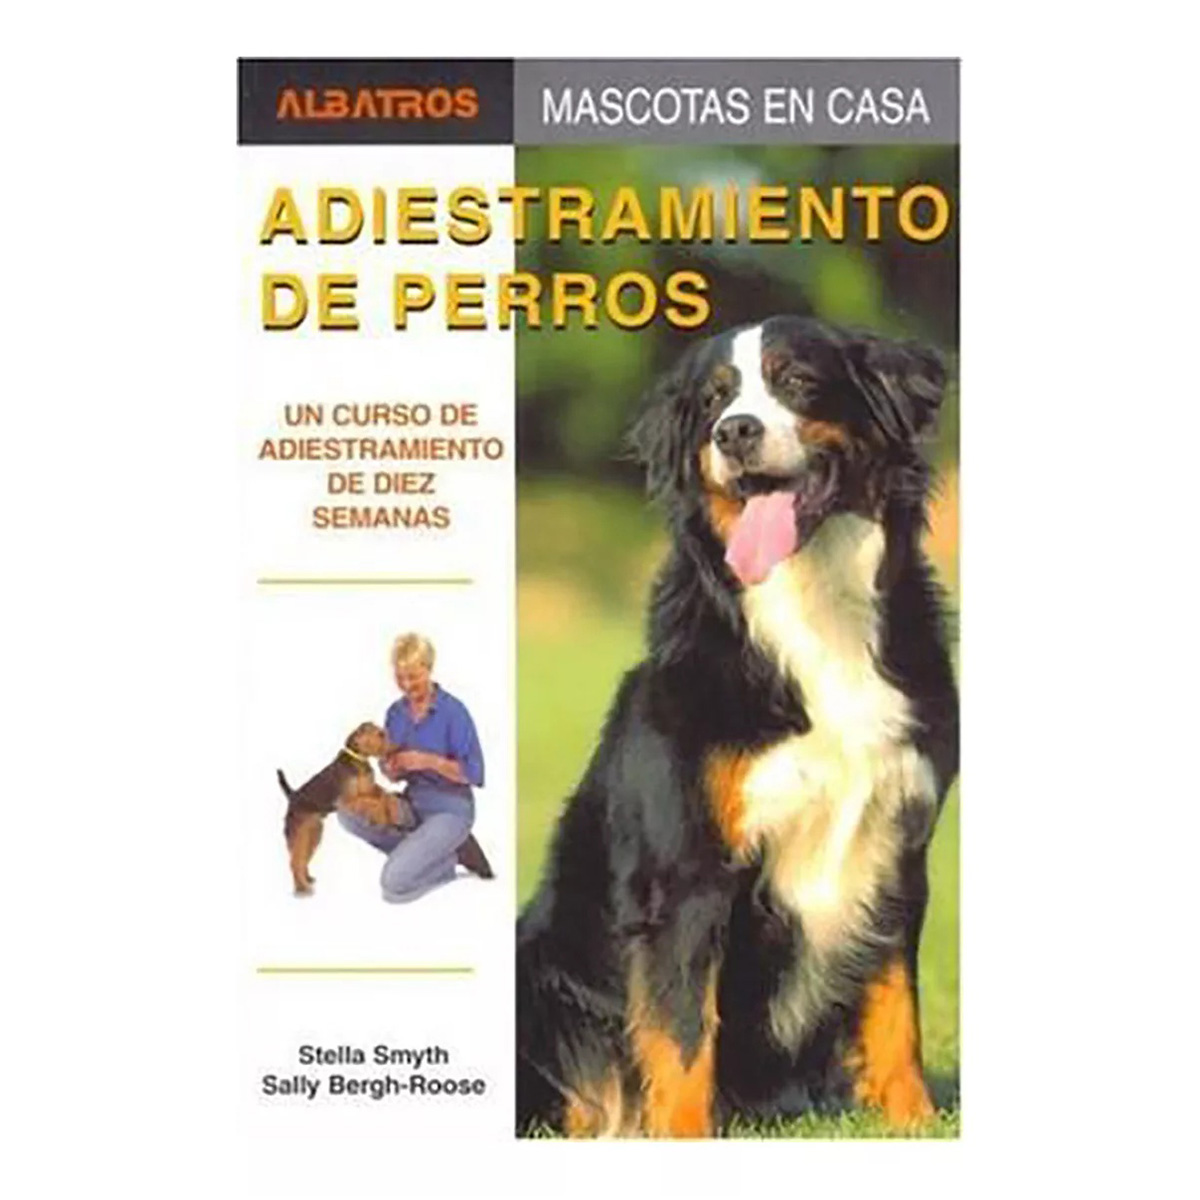 ALBATROS
MASCOTAS EN CASA
ADIESTRAMIENTO
DE PERROS
UN CURSO DE
ADIESTRAMIENTO
DE DIEZ
SEMANAS
Stella Smyth
Sally Bergh-Roose